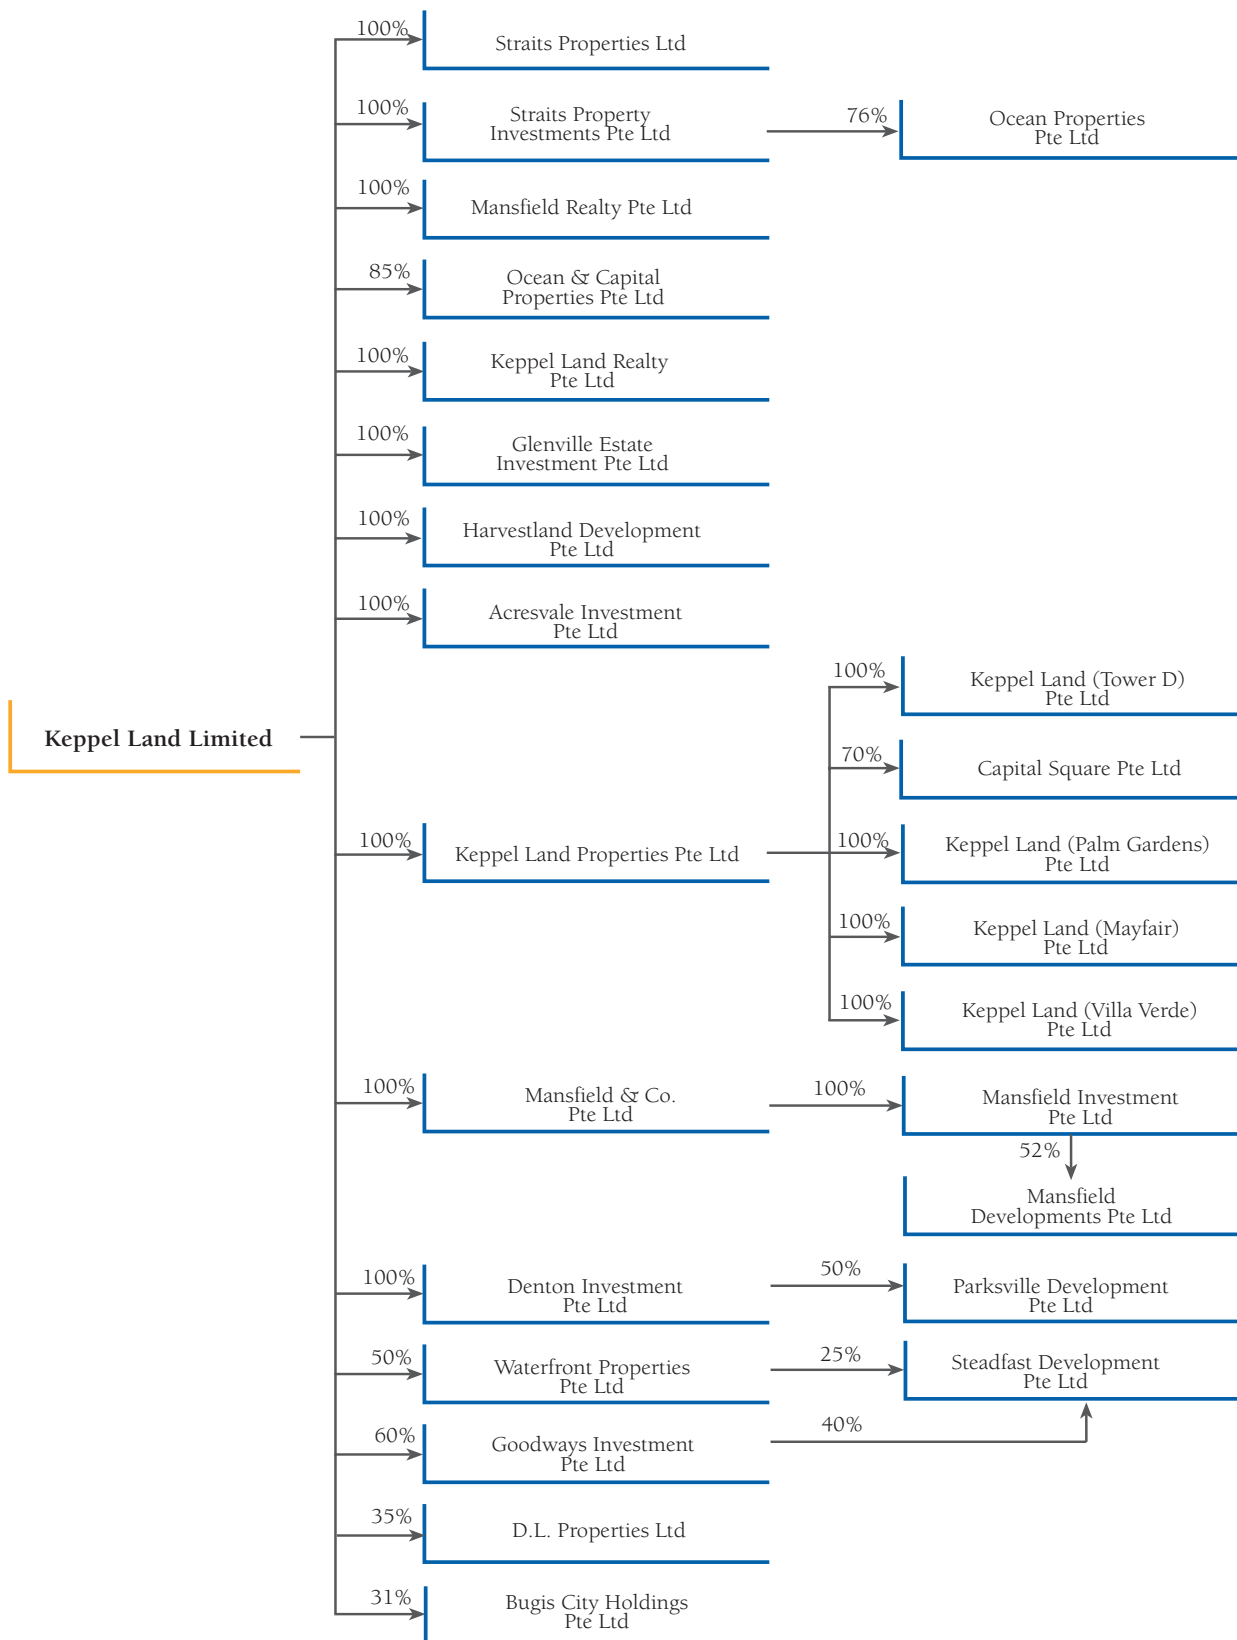 100%
Straits Properties Ltd
100%
Straits Property
Investments Pte Ltd
76%
Ocean Properties
Pte Ltd
100%
Mansfield Realty Pte Ltd
85%
Ocean & Capital
Properties Pte Ltd
100%
Keppel Land Realty
Pte Ltd
100%
Glenville Estate
Investment Pte Ltd
100%
Harvestland Development
Pte Ltd
100%
Acresvale Investment
Pte Ltd
Keppel Land Limited
100%
Keppel Land Properties Pte Ltd
100%
Keppel Land (Tower D)
Pte Ltd
70%
Capital Square Pte Ltd
100%
Keppel Land (Palm Gardens)
Pte Ltd
100%
Keppel Land (Mayfair)
Pte Ltd
100%
Keppel Land (Villa Verde)
Pte Ltd
100%
Mansfield & Co.
Pte Ltd
100%
Mansfield Investment
Pte Ltd
52%
Mansfield
Developments Pte Ltd
100%
Denton Investment
Pte Ltd
50%
Parksville Development
Pte Ltd
50%
Waterfront Properties
Pte Ltd
25%
Steadfast Development
Pte Ltd
60%
Goodways Investment
Pte Ltd
40%
35%
D.L. Properties Ltd
31%
Bugis City Holdings
Pte Ltd